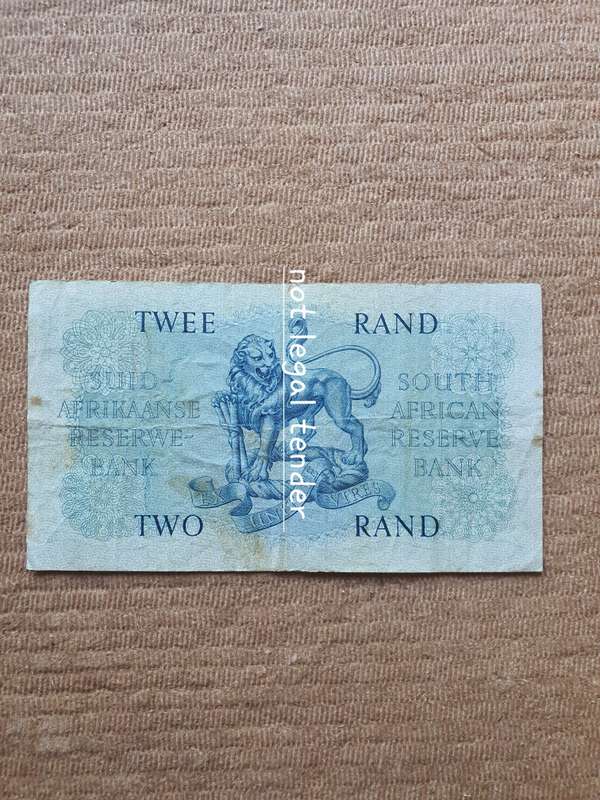 TWEE RAND
SUID-
AFRIKAANSE
RESERWE-
BANK
SOUTH
AFRICAN
RESERVE
BANK
TWO RAND
not legal tender